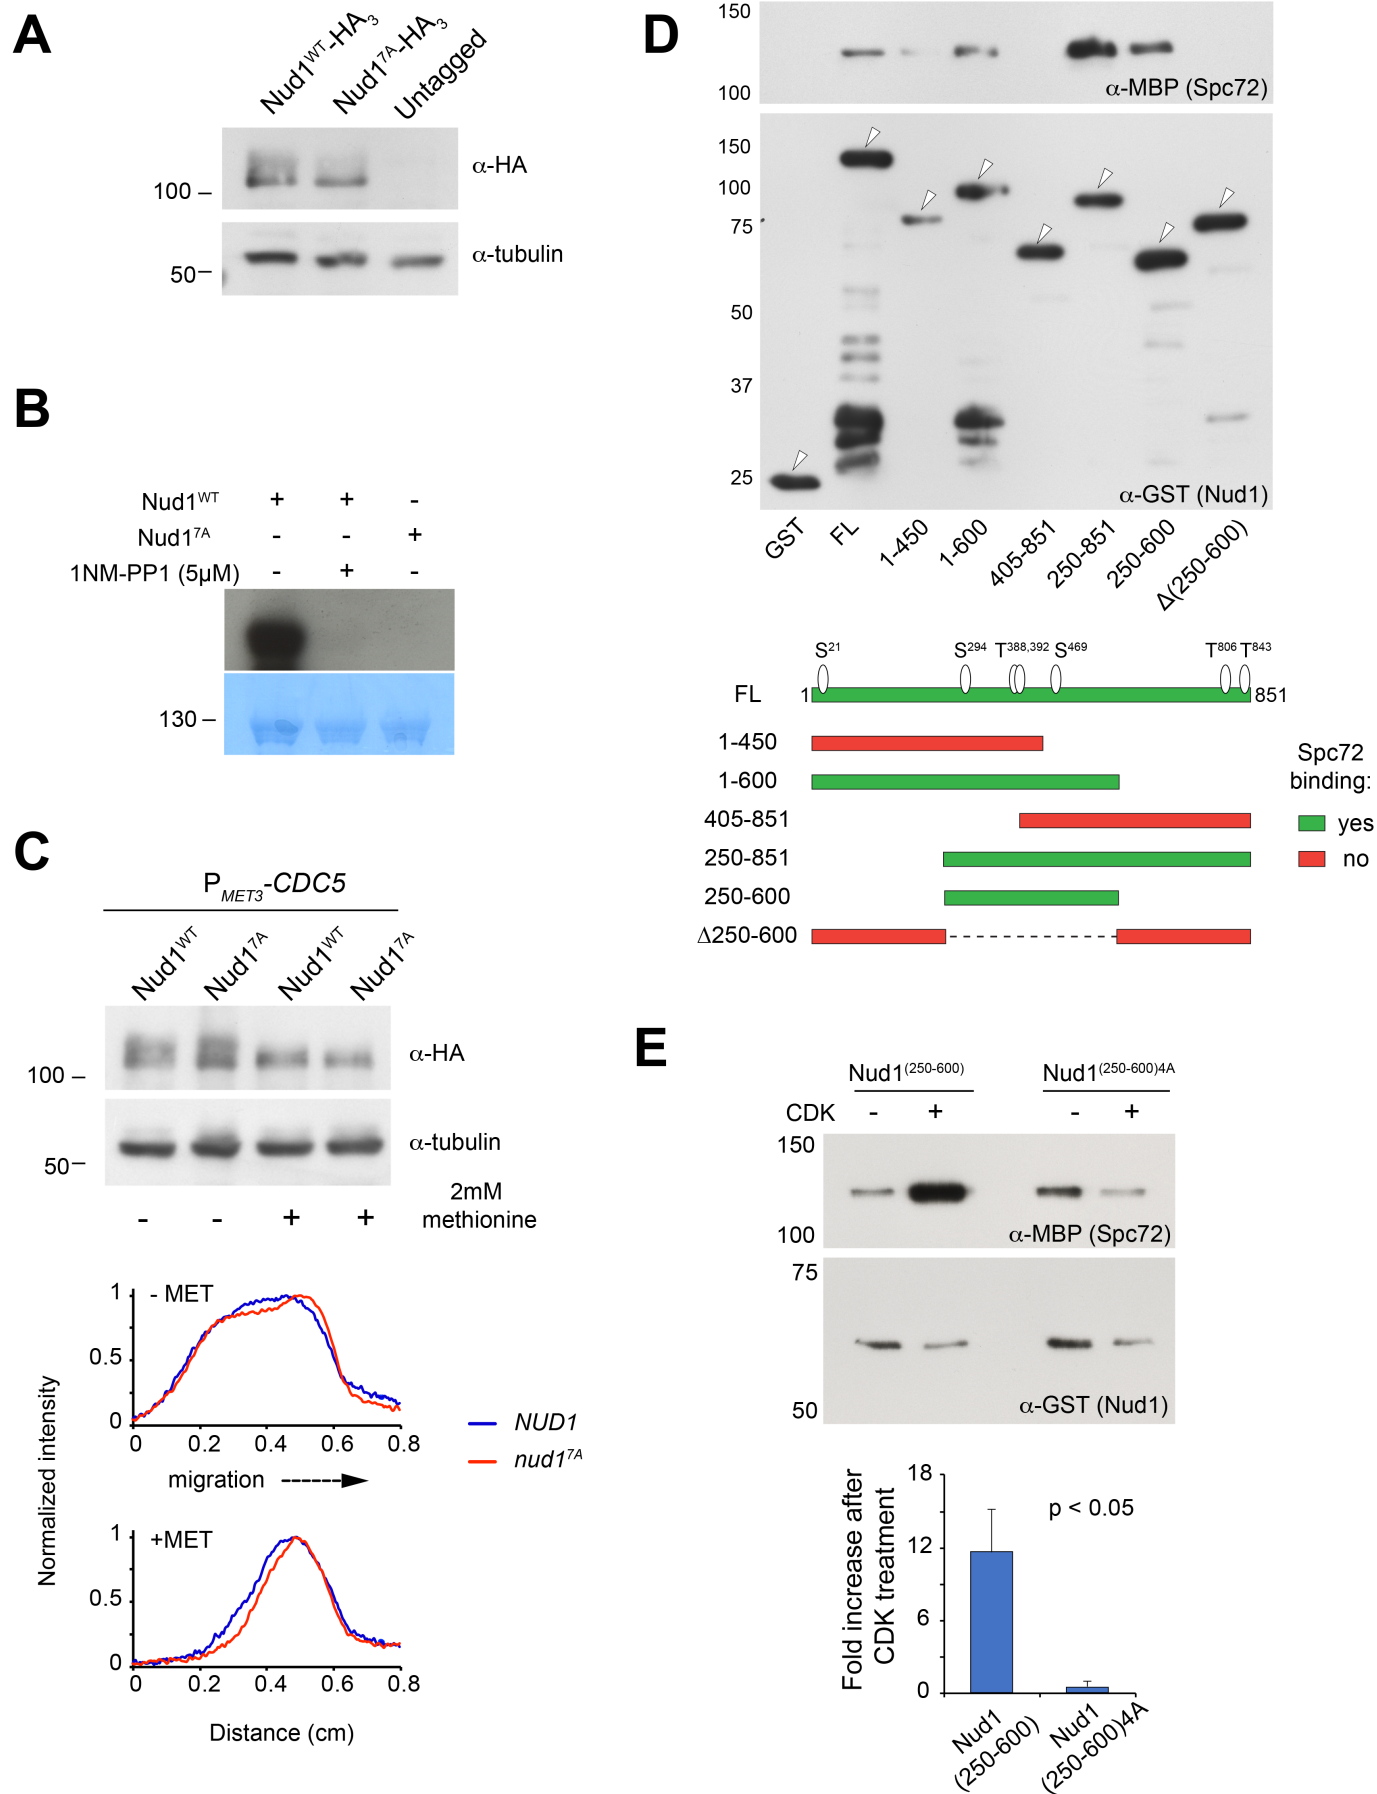 A
Nud1WT-HA3
Nud17A-HA3
Untagged
α-HA
100
α-tubulin
50
B
Nud1WT + + -
Nud17A - - +
1NM-PP1 (5µM) - + -
130
C
PMET3-CDC5
Nud1WT
Nud17A
Nud1WT
Nud17A
α-HA
100
α-tubulin
50
2mM
- - + + methionine
- MET
1
0.5
0
0 0.2 0.4 0.6 0.8
migration
NUD1
nud17A
Normalized intensity
+MET
1
0.5
0
0 0.2 0.4 0.6 0.8
Distance (cm)
D
150
100
α-MBP (Spc72)
150
100
75
50
37
25
α-GST (Nud1)
GST
FL
1-450
1-600
405-851
250-851
250-600
Δ(250-600)
S21 S294 T388,392 S469 T806 T843
FL 1 851
1-450
1-600
405-851
250-851
250-600
Δ250-600
Spc72
binding:
yes
no
E
Nud1(250-600) Nud1(250-600)4A
CDK - + - +
150
100
α-MBP (Spc72)
75
50
α-GST (Nud1)
Fold increase after
CDK treatment
18
12
6
0
p < 0.05
Nud1
(250-600)
Nud1
(250-600)4A